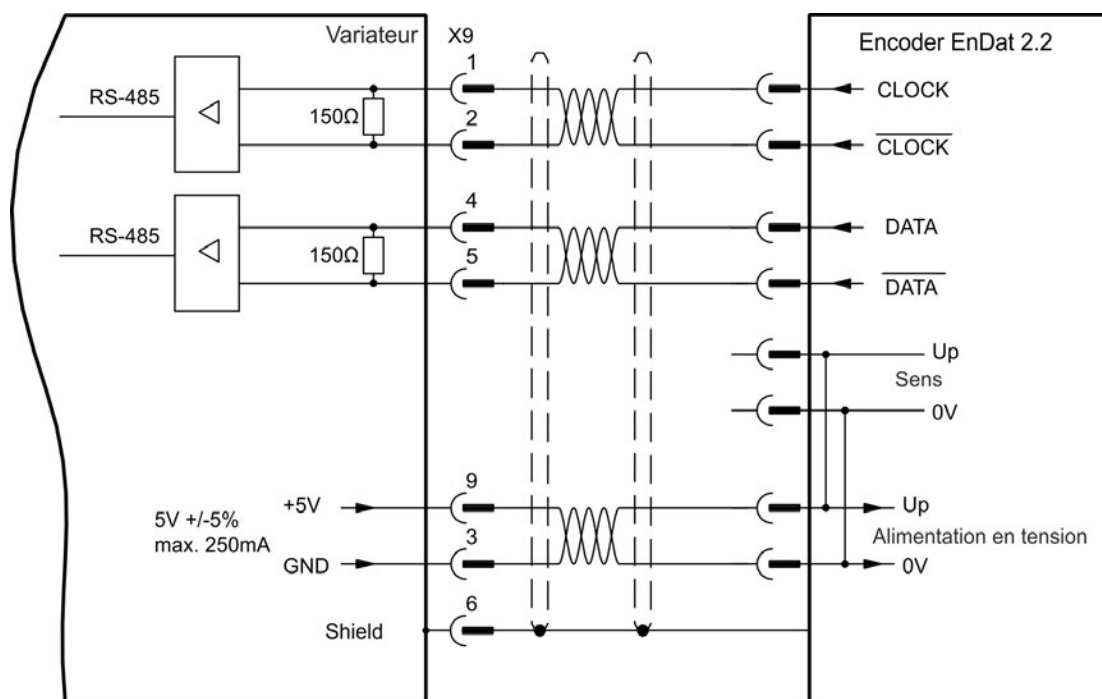 Variateur
X9
Encoder EnDat 2.2
1
RS-485
150Ω
CLOCK
2
CLOCK
4
RS-485
150Ω
DATA
5
DATA
Up
Sens
0V
9
+5V
Up
5V +/-5%
max. 250mA
Alimentation en tension
3
GND
0V
6
Shield